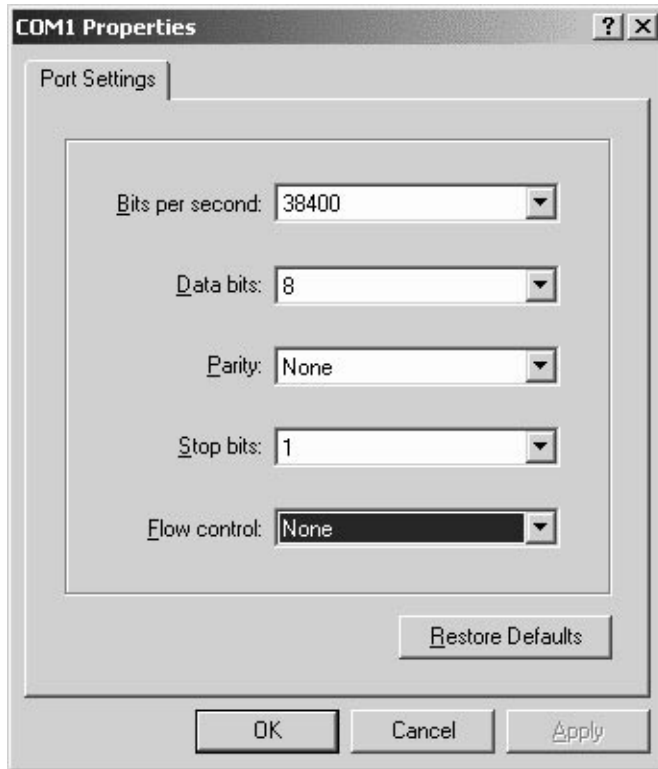 COM1 Properties
Port Settings
Bits per second: 38400
Data bits: 8
Parity: None
Stop bits: 1
Flow control: None
Restore Defaults
OK Cancel Apply